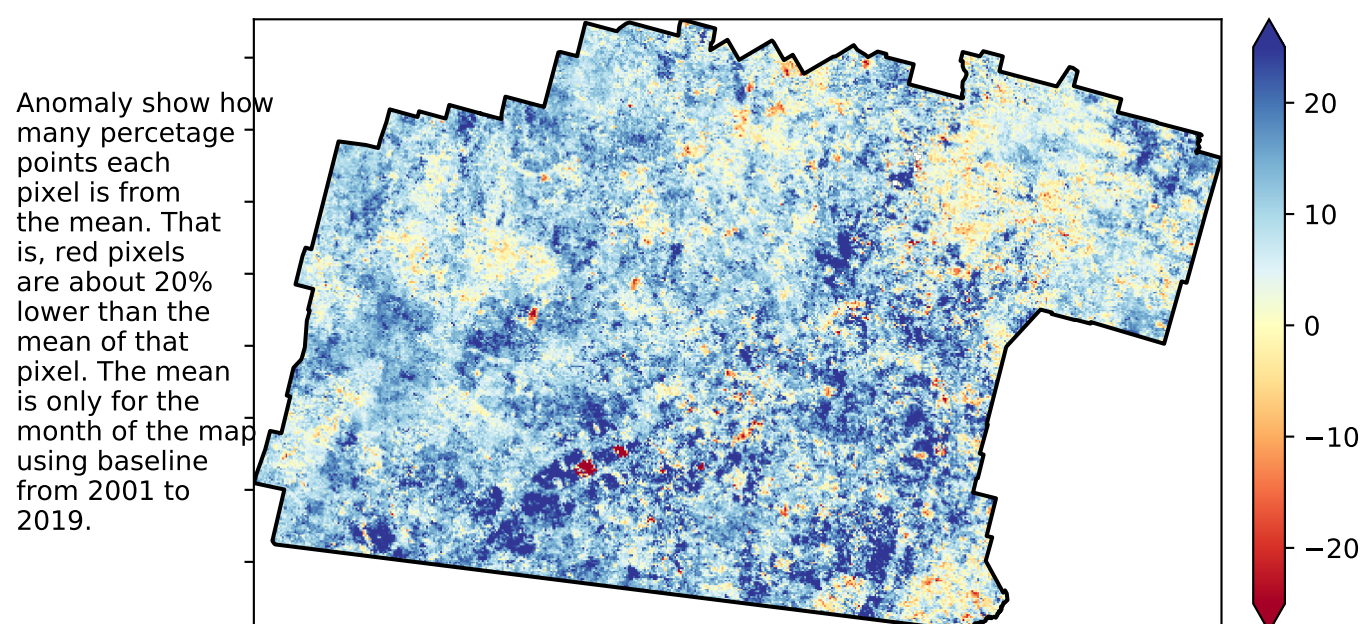 Anomaly show how
many percetage
points each
pixel is from
the mean. That
is, red pixels
are about 20%
lower than the
mean of that
pixel. The mean
is only for the
month of the map
using baseline
from 2001 to
2019.
20
10
0
−10
−20